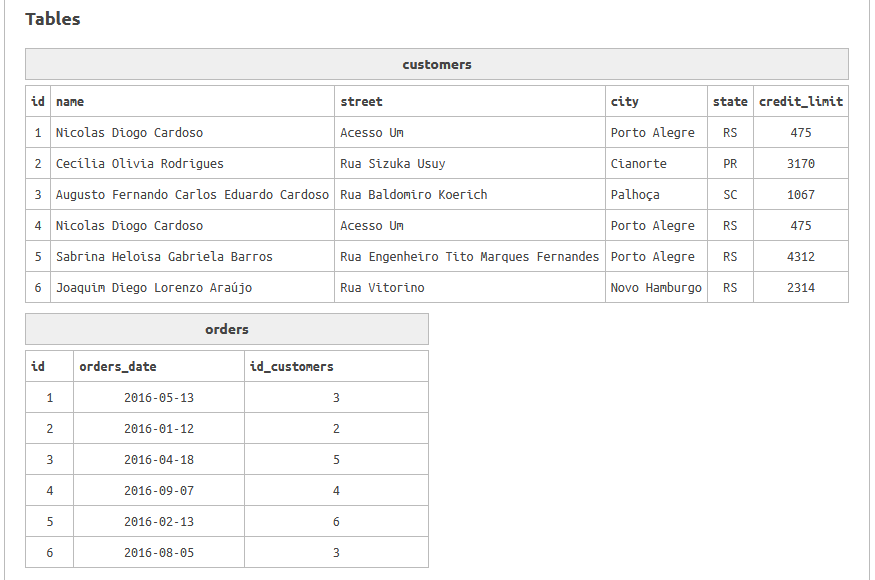 Tables
customers
id name street city state credit_limit
1 Nicolas Diogo Cardoso Acesso Um Porto Alegre RS 475
2 Cecília Olivia Rodrigues Rua Sizuka Usuy Cianorte PR 3170
3 Augusto Fernando Carlos Eduardo Cardoso Rua Baldomiro Koerich Palhoça SC 1067
4 Nicolas Diogo Cardoso Acesso Um Porto Alegre RS 475
5 Sabrina Heloisa Gabriela Barros Rua Engenheiro Tito Marques Fernandes Porto Alegre RS 4312
6 Joaquim Diego Lorenzo Araújo Rua Vitorino Novo Hamburgo RS 2314
orders
id orders_date id_customers
1 2016-05-13 3
2 2016-01-12 2
3 2016-04-18 5
4 2016-09-07 4
5 2016-02-13 6
6 2016-08-05 3